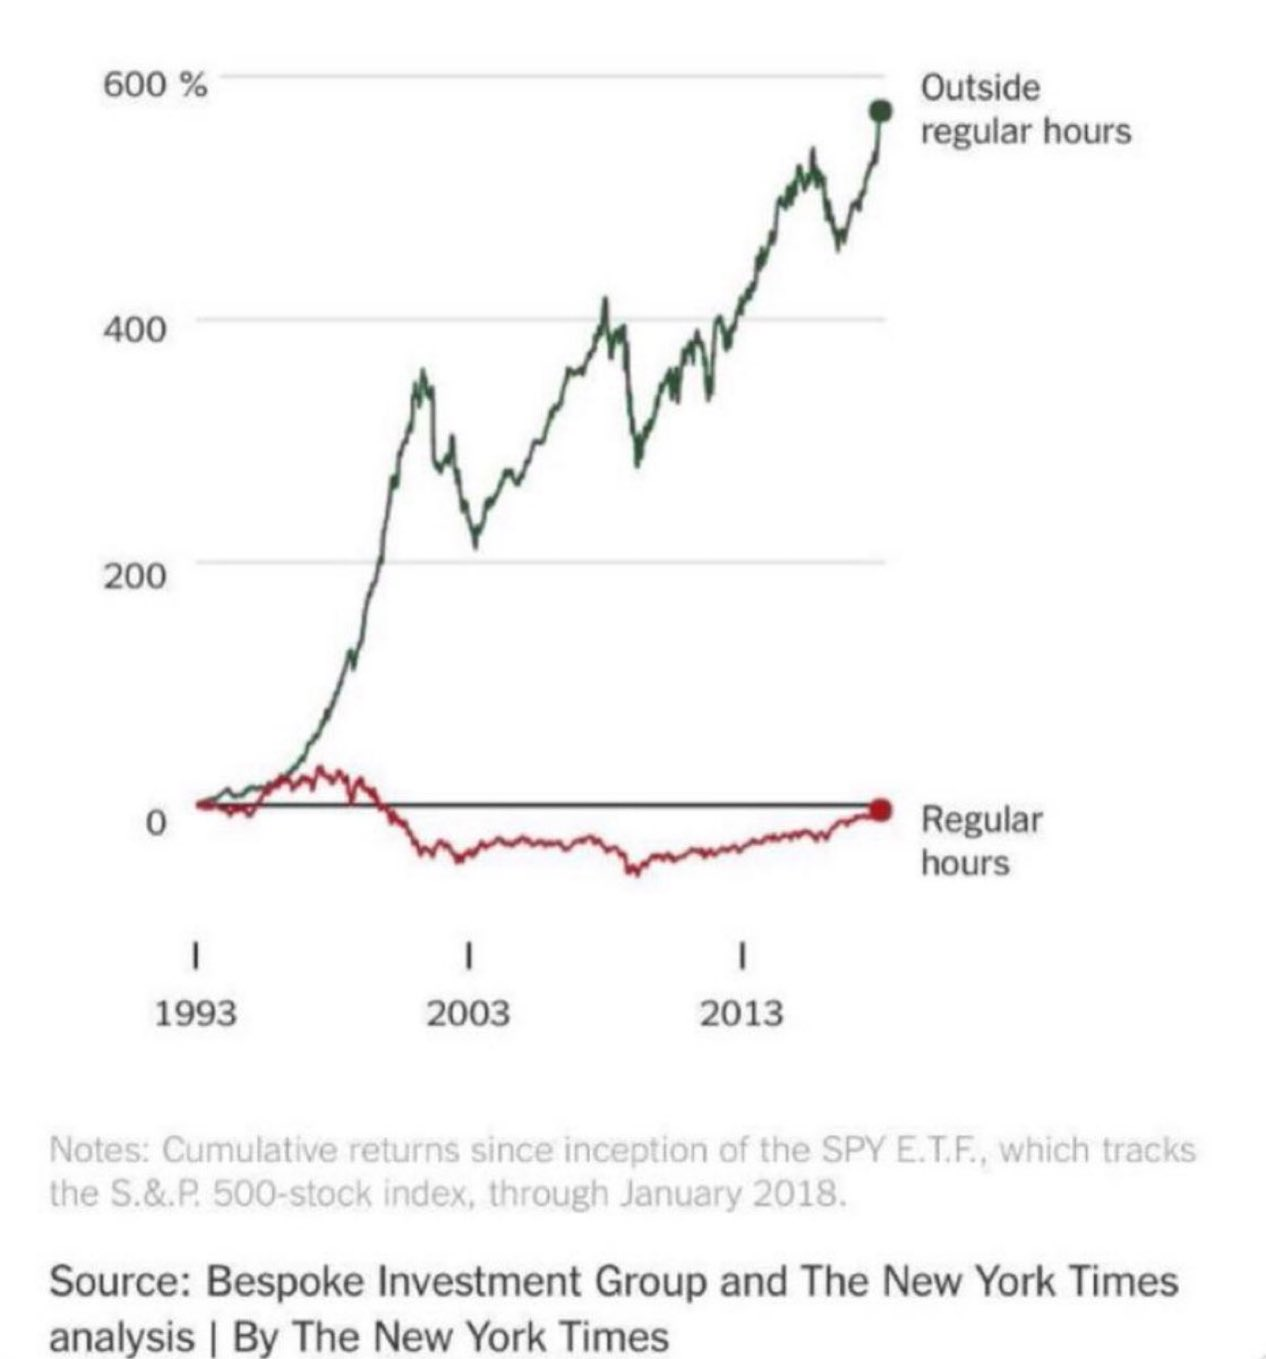 600 %
Outside
regular hours
400
200
0
Regular
hours
1993 2003 2013
Notes: Cumulative returns since inception of the SPY E.T.F., which tracks
the S.&.P. 500-stock index, through January 2018.
Source: Bespoke Investment Group and The New York Times
analysis | By The New York Times